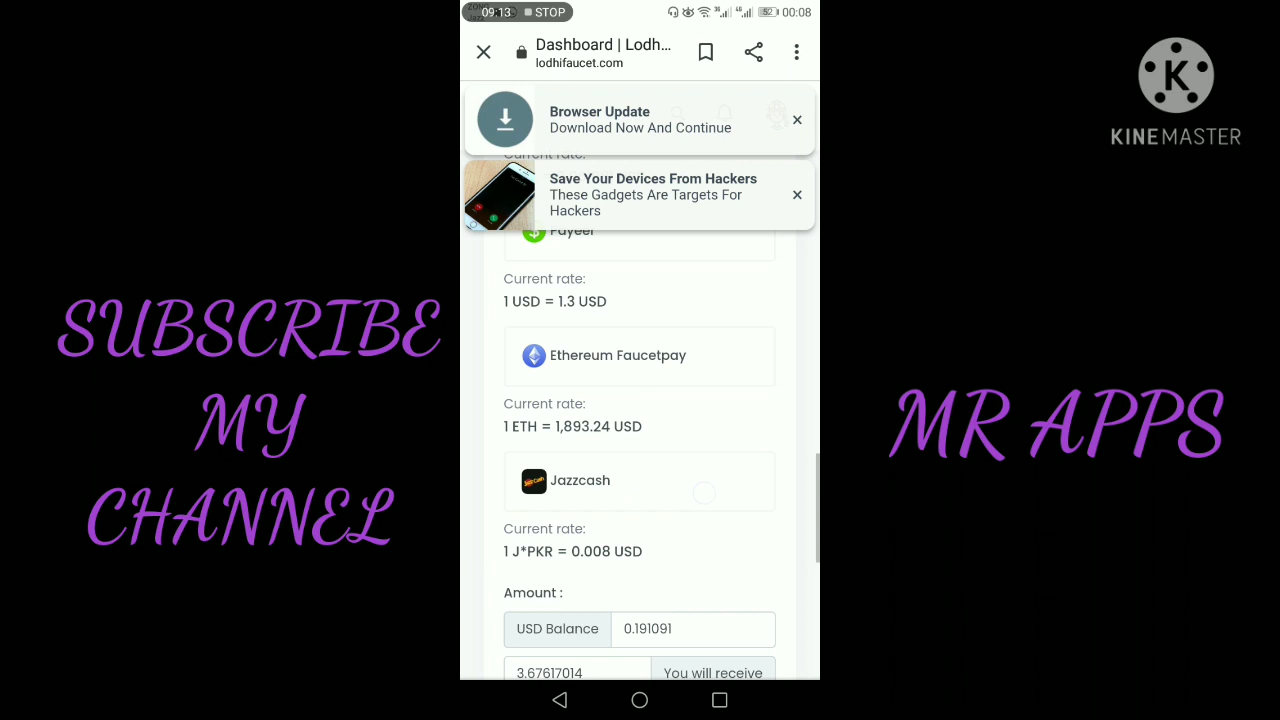 SUBSCRIBE
MY
CHANNEL
09:13 STOP
52 00:08
Dashboard | Lodh...
lodhifaucet.com
Browser Update
Download Now And Continue
Current rate:
Save Your Devices From Hackers
These Gadgets Are Targets For
Hackers
Payeer
Current rate:
1 USD = 1.3 USD
Ethereum Faucetpay
Current rate:
1 ETH = 1,893.24 USD
Jazzcash
Current rate:
1 J*PKR = 0.008 USD
Amount :
USD Balance 0.191091
3.67617014 You will receive
K
KINEMASTER
MR APPS